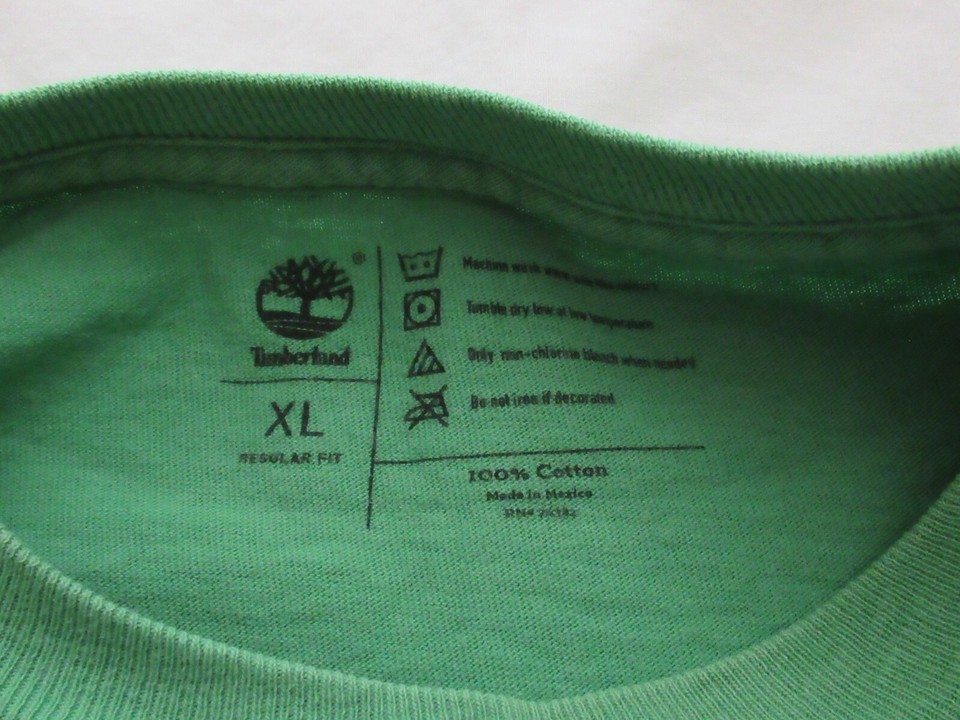 ®
Timberland
XL
REGULAR FIT
Machine wash warm
Tumble dry low at low temperature
Only non-chlorine bleach when needed
Do not iron if decorated
100% Cotton
Made in Mexico
RN#